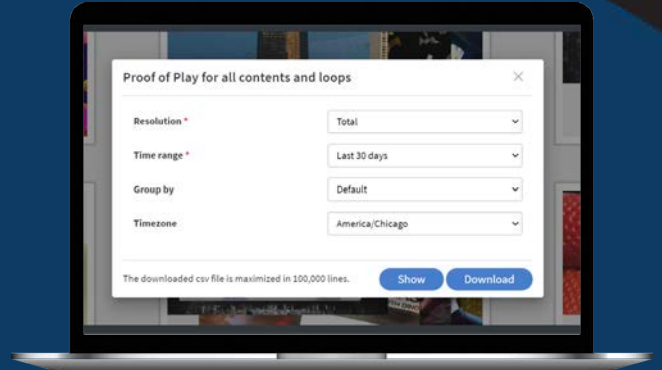 Proof of Play for all contents and loops ×
Resolution * Total
Time range * Last 30 days
Group by Default
Timezone America/Chicago
The downloaded csv file is maximized in 100,000 lines. Show Download